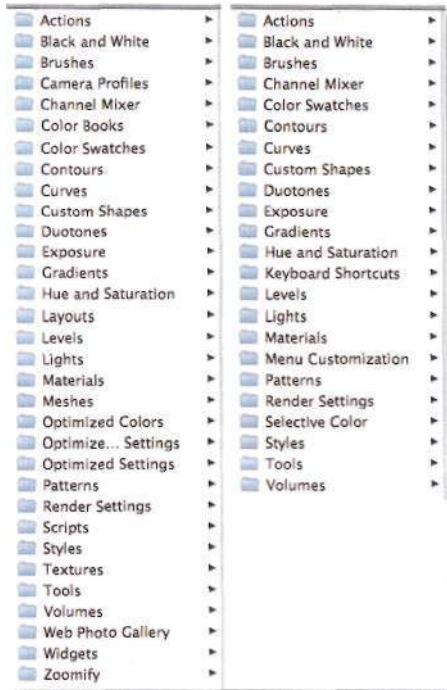 Actions
Black and White
Brushes
Camera Profiles
Channel Mixer
Color Books
Color Swatches
Contours
Curves
Custom Shapes
Duotones
Exposure
Gradients
Hue and Saturation
Layouts
Levels
Lights
Materials
Meshes
Optimized Colors
Optimize... Settings
Optimized Settings
Patterns
Render Settings
Scripts
Styles
Textures
Tools
Volumes
Web Photo Gallery
Widgets
Zoomify
Actions
Black and White
Brushes
Channel Mixer
Color Swatches
Contours
Curves
Custom Shapes
Duotones
Exposure
Gradients
Hue and Saturation
Keyboard Shortcuts
Levels
Lights
Materials
Menu Customization
Patterns
Render Settings
Selective Color
Styles
Tools
Volumes